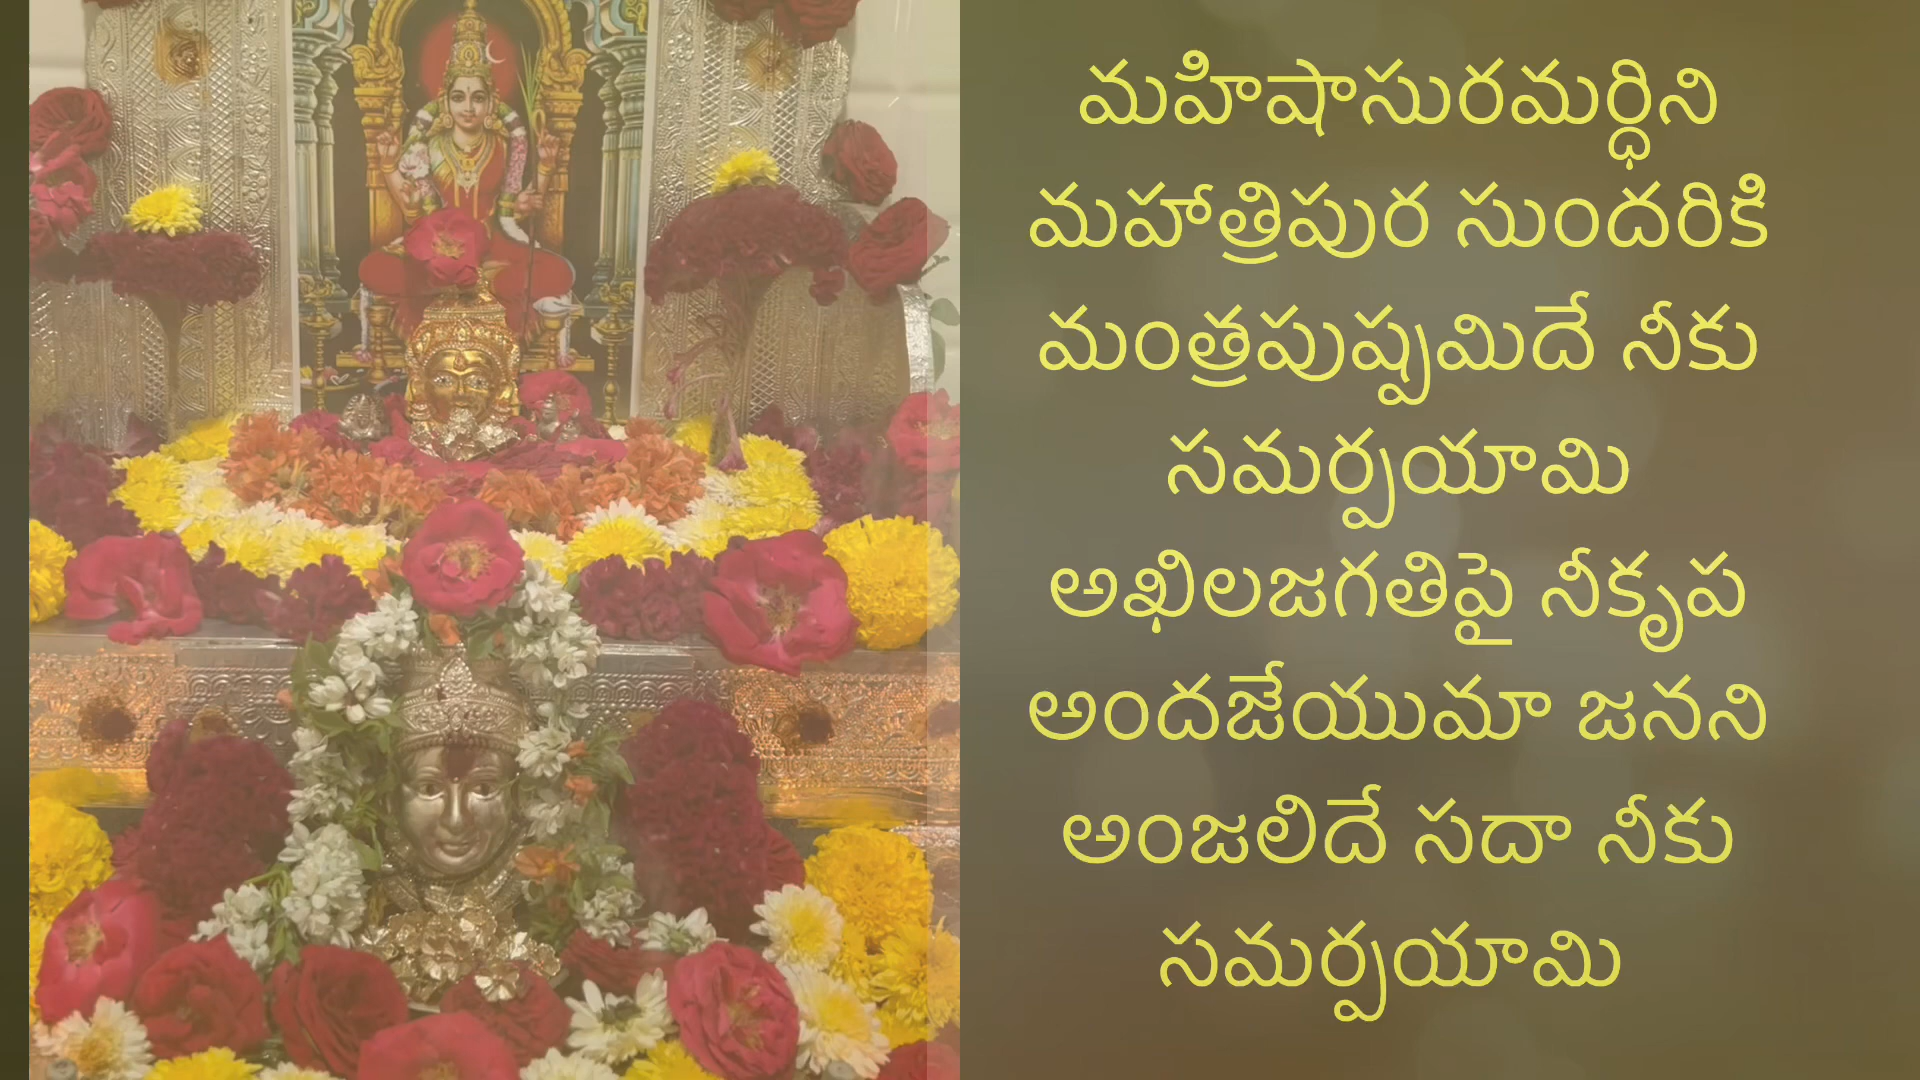 మహిషాసురమర్ధిని
మహాత్రిపుర సుందరికి
మంత్రపుష్పమిదే నీకు
సమర్పయామి
అఖిలజగతిపై నీకృప
అందజేయుమా జనని
అంజలిదే సదా నీకు
సమర్పయామి